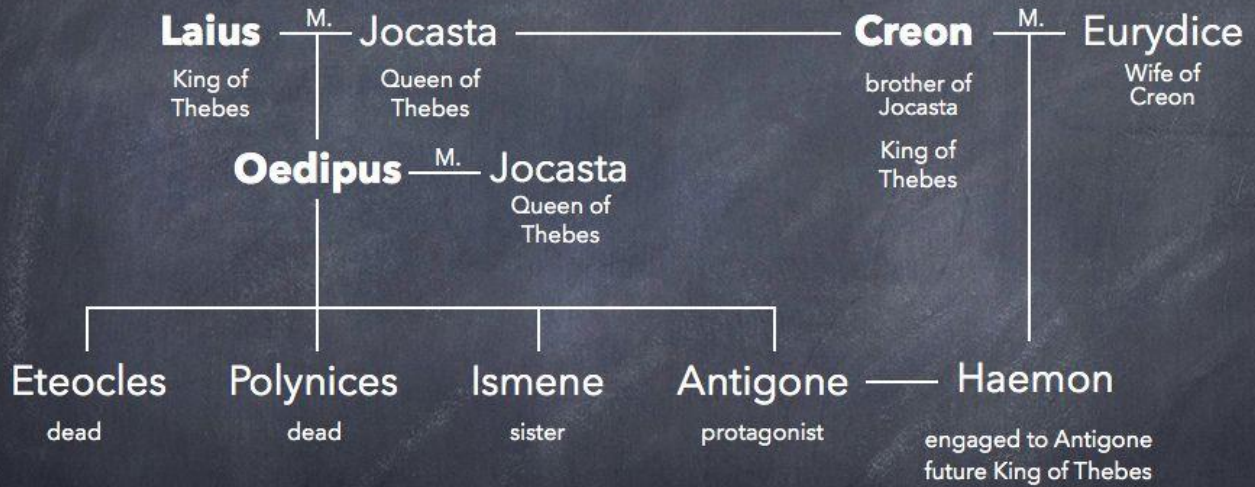 Laius M. Jocasta Creon M. Eurydice
King of
Thebes
Queen of
Thebes
brother of
Jocasta
King of
Thebes
Wife of
Creon
Oedipus M. Jocasta
Queen of
Thebes
Eteocles Polynices Ismene Antigone Haemon
dead
dead
sister
protagonist
engaged to Antigone
future King of Thebes